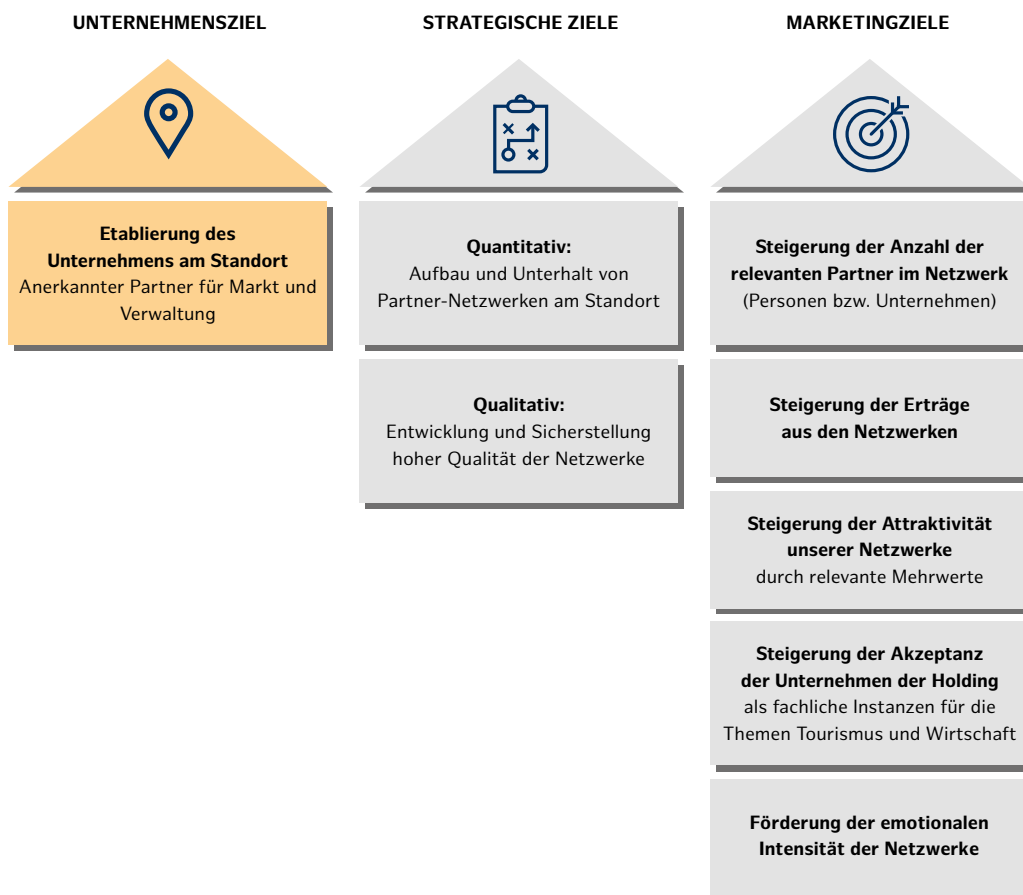 UNTERNEHMENSZIEL
Etablierung des
Unternehmens am Standort
Anerkannter Partner für Markt und
Verwaltung
STRATEGISCHE ZIELE
Quantitativ:
Aufbau und Unterhalt von
Partner-Netzwerken am Standort
Qualitativ:
Entwicklung und Sicherstellung
hoher Qualität der Netzwerke
MARKETINGZIELE
Steigerung der Anzahl der
relevanten Partner im Netzwerk
(Personen bzw. Unternehmen)
Steigerung der Erträge
aus den Netzwerken
Steigerung der Attraktivität
unserer Netzwerke
durch relevante Mehrwerte
Steigerung der Akzeptanz
der Unternehmen der Holding
als fachliche Instanzen für die
Themen Tourismus und Wirtschaft
Förderung der emotionalen
Intensität der Netzwerke